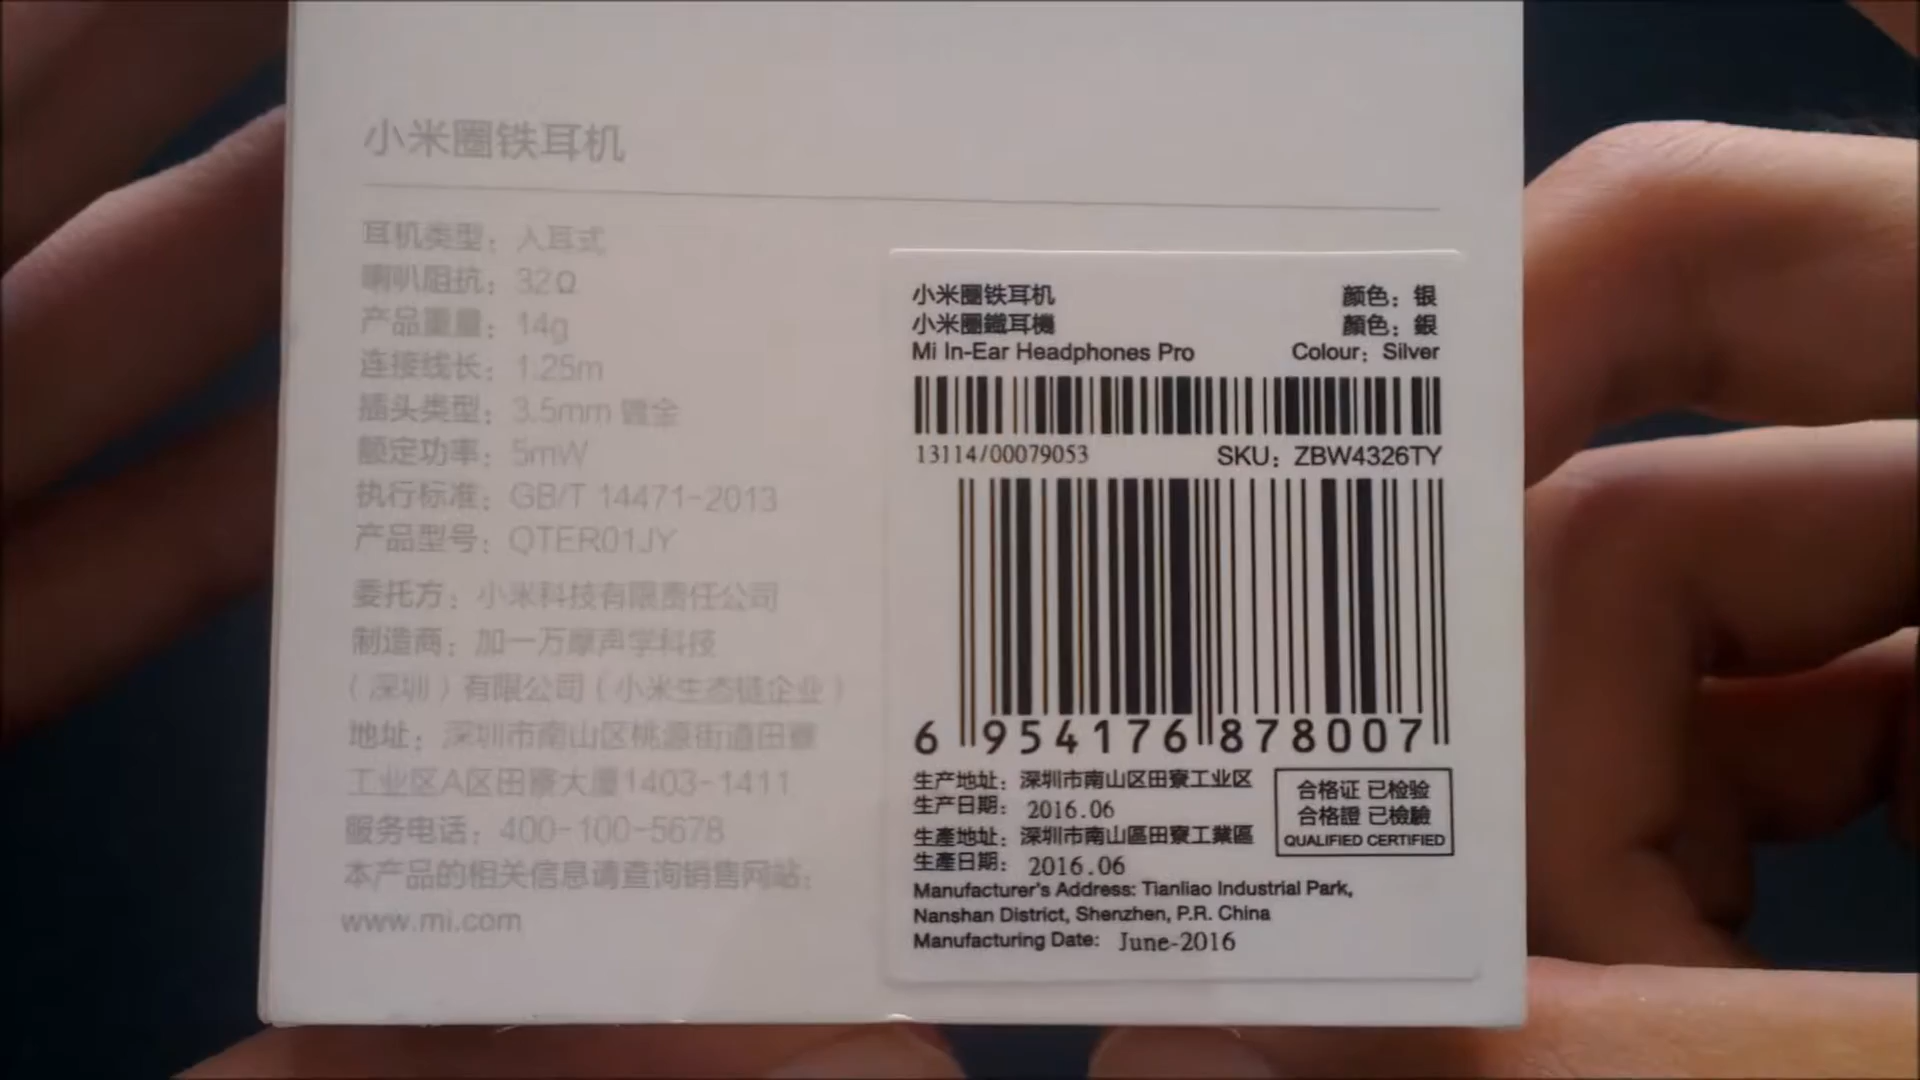 小米圈铁耳机
耳机类型：入耳式
喇叭阻抗：32Ω
产品重量：14g
连接线长：1.25m
插头类型：3.5mm 镀金
额定功率：5mW
执行标准：GB/T 14471-2013
产品型号：QTER01JY
委托方：小米科技有限责任公司
制造商：加一万摩声学科技
（深圳）有限公司（小米生态链企业）
地址：深圳市南山区桃源街道田寮
工业区A区田寮大厦1403-1411
服务电话：400-100-5678
本产品的相关信息请查询销售网站：
www.mi.com
小米圈铁耳机 颜色：银
小米圈鐵耳機 顏色：銀
Mi In-Ear Headphones Pro Colour: Silver
13114/00079053 SKU: ZBW4326TY
6 954176 878007
生产地址：深圳市南山区田寮工业区
生产日期：2016.06
生產地址：深圳市南山區田寮工業區
生產日期：2016.06
合格证 已检验
合格證 已檢驗
QUALIFIED CERTIFIED
Manufacturer's Address: Tianliao Industrial Park,
Nanshan District, Shenzhen, P.R. China
Manufacturing Date: June-2016